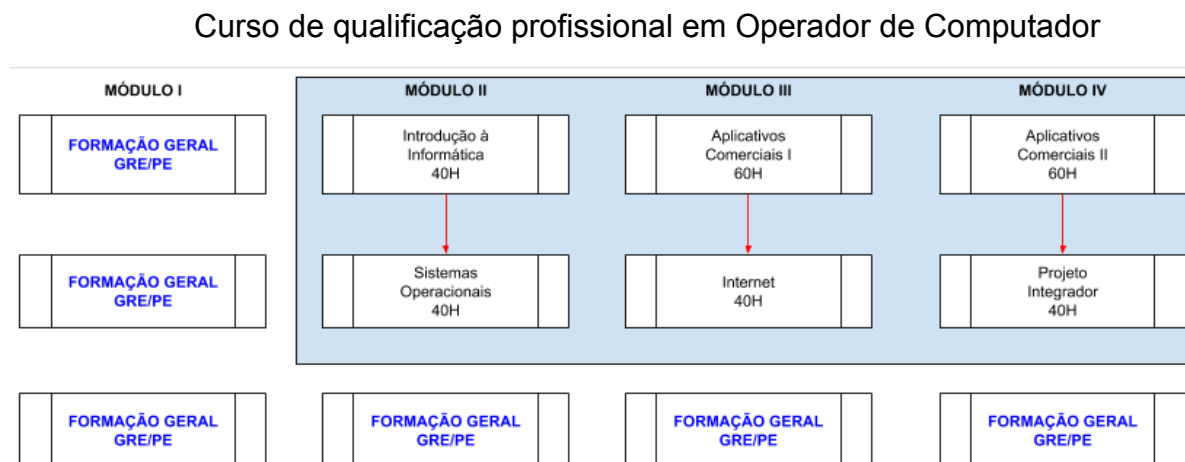 Curso de qualificação profissional em Operador de Computador
MÓDULO I
MÓDULO II
MÓDULO III
MÓDULO IV
FORMAÇÃO GERAL
GRE/PE
Introdução à
Informática
40H
Aplicativos
Comerciais I
60H
Aplicativos
Comerciais II
60H
FORMAÇÃO GERAL
GRE/PE
Sistemas
Operacionais
40H
Internet
40H
Projeto
Integrador
40H
FORMAÇÃO GERAL
GRE/PE
FORMAÇÃO GERAL
GRE/PE
FORMAÇÃO GERAL
GRE/PE
FORMAÇÃO GERAL
GRE/PE